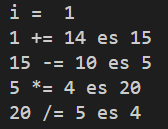 i =  1
1 += 14 es 15
15 -= 10 es 5
5 *= 4 es 20
20 /= 5 es 4